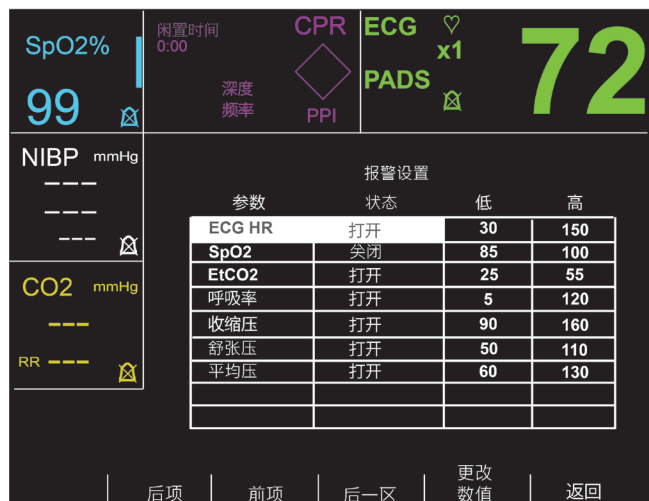 SpO2%
99
闲置时间
0:00
CPR
深度
频率
PPI
ECG
x1
PADS
72
NIBP mmHg
---
---
---
CO2 mmHg
---
RR ---
报警设置
参数 状态 低 高
ECG HR 打开 30 150
SpO2 关闭 85 100
EtCO2 打开 25 55
呼吸率 打开 5 120
收缩压 打开 90 160
舒张压 打开 50 110
平均压 打开 60 130
后项 前项 后一区 更改
数值 返回